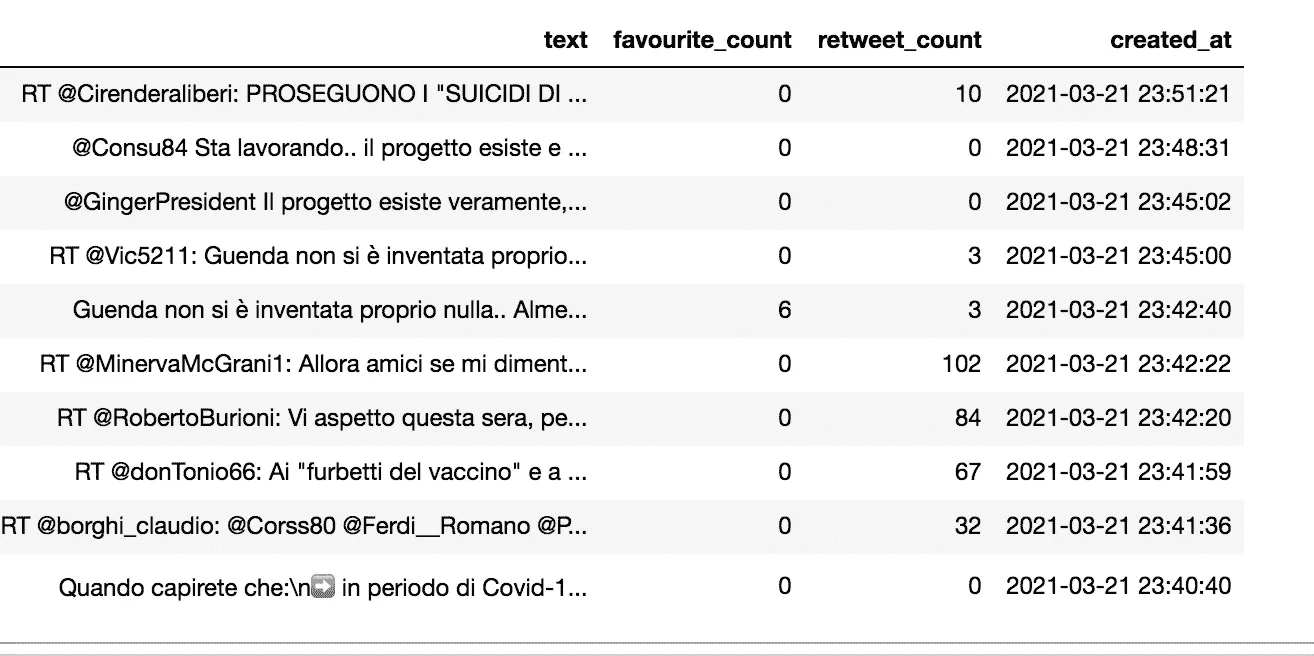 text favourite_count retweet_count created_at
RT @Cirenderaliberi: PROSEGUONO I "SUICIDI DI ... 0 10 2021-03-21 23:51:21
@Consu84 Sta lavorando.. il progetto esiste e ... 0 0 2021-03-21 23:48:31
@GingerPresident Il progetto esiste veramente,... 0 0 2021-03-21 23:45:02
RT @Vic5211: Guenda non si è inventata proprio... 0 3 2021-03-21 23:45:00
Guenda non si è inventata proprio nulla.. Alme... 6 3 2021-03-21 23:42:40
RT @MinervaMcGrani1: Allora amici se mi diment... 0 102 2021-03-21 23:42:22
RT @RobertoBurioni: Vi aspetto questa sera, pe... 0 84 2021-03-21 23:42:20
RT @donTonio66: Ai "furbetti del vaccino" e a ... 0 67 2021-03-21 23:41:59
RT @borghi_claudio: @Corss80 @Ferdi__Romano @P... 0 32 2021-03-21 23:41:36
Quando capirete che:\n➡️ in periodo di Covid-1... 0 0 2021-03-21 23:40:40